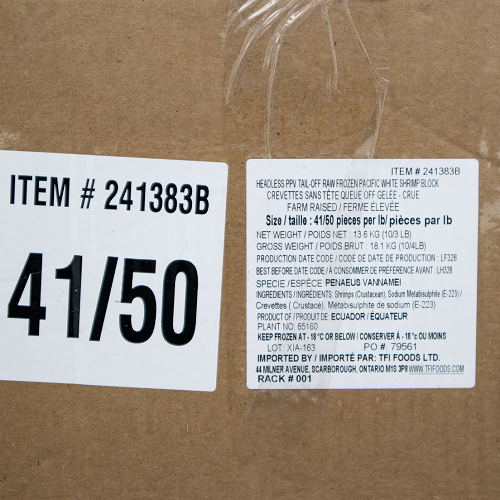 ITEM # 241383B
41/50
ITEM # 241383B
HEADLESS PPV TAIL-OFF RAW FROZEN PACIFIC WHITE SHRIMP BLOCK
CREVETTES SANS TÊTE QUEUE OFF GELÉE - CRUE
FARM RAISED / FERME ÉLEVÉE
Size / taille : 41/50 pieces per lb/ pièces par lb
NET WEIGHT / POIDS NET : 13.6 KG (10/3LB)
GROSS WEIGHT / POIDS BRUT : 18.1 KG (10/4LB)
PRODUCTION DATE CODE / CODE DE DATE DE PRODUCTION : LF328
BEST BEFORE DATE CODE / À CONSOMMER DE PRÉFÉRENCE AVANT : LH328
SPECIE / ESPÈCE PENAEUS VANNAMEI
INGREDIENTS / INGRÉDIENTS: Shrimps (Crustacean), Sodium Metabisulphite (E-223) /
Crevettes ( Crustacé), Métabisulphite de sodium (E-223)
PRODUCT OF / PRODUIT DE ECUADOR / ÉQUATEUR
PLANT NO: 65160
KEEP FROZEN AT - 18°C OR BELOW / CONSERVER Á - 18°C OU MOINS
LOT: XIA-163 PO #: 79561
IMPORTED BY / IMPORTÉ PAR: TFI FOODS LTD.
44 MILNER AVENUE, SCARBOROUGH, ONTARIO M1S 3P8 WWW.TFIFOODS.COM
RACK # 001